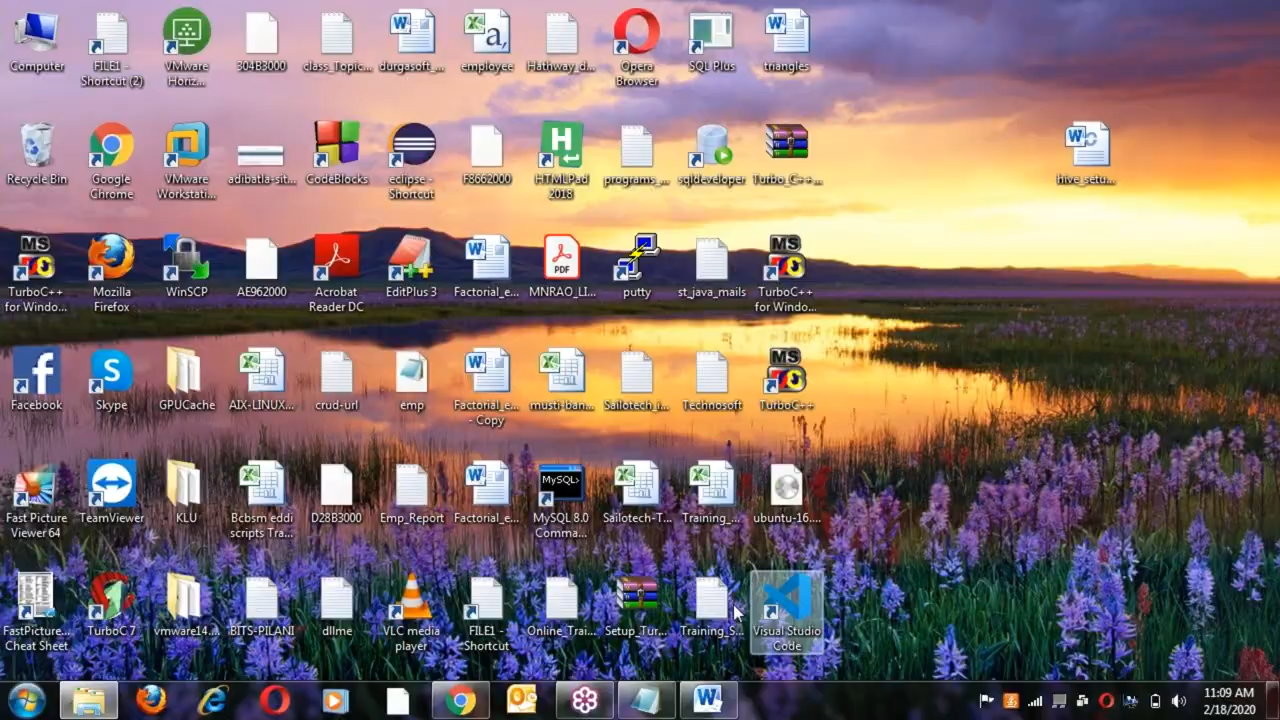 Computer
FILE1 -
Shortcut (2)
VMware
Horiz...
304B3000
class_Topic...
W
durgasoft_...
a,
employee
Hathway_d...
Opera
Browser
SQL Plus
W
triangles
Recycle Bin
Google
Chrome
VMware
Workstati...
adibatla-sit...
CodeBlocks
eclipse -
Shortcut
F8662000
H
HTMLPad
2018
programs_...
sqldeveloper
Turbo_C++...
W
hive_setu...
MS
TurboC++
for Windo...
Mozilla
Firefox
WinSCP
AE962000
Acrobat
Reader DC
EditPlus 3
W
Factorial_e...
PDF
MNRAO_LI...
putty
st_java_mails
MS
TurboC++
for Windo...
f
Facebook
S
Skype
GPUCache
AIX-LINUX...
crud-url
emp
W
Factorial_e...
- Copy
musti-ban...
Sailotech_i...
Technosoft
MS
TurboC++
Fast Picture
Viewer 64
TeamViewer
KLU
Bcbsm eddi
scripts Tra...
D28B3000
Emp_Report
W
Factorial_e...
MySQL>
MySQL 8.0
Comma...
Sailotech-T...
Training_...
ubuntu-16....
FastPicture...
Cheat Sheet
TurboC 7
vmware14...
BITS-PILANI
dllme
VLC media
player
FILE1 -
Shortcut
Online_Trai...
Setup_Tur...
Training_S...
Visual Studio
Code
W
11:09 AM
2/18/2020